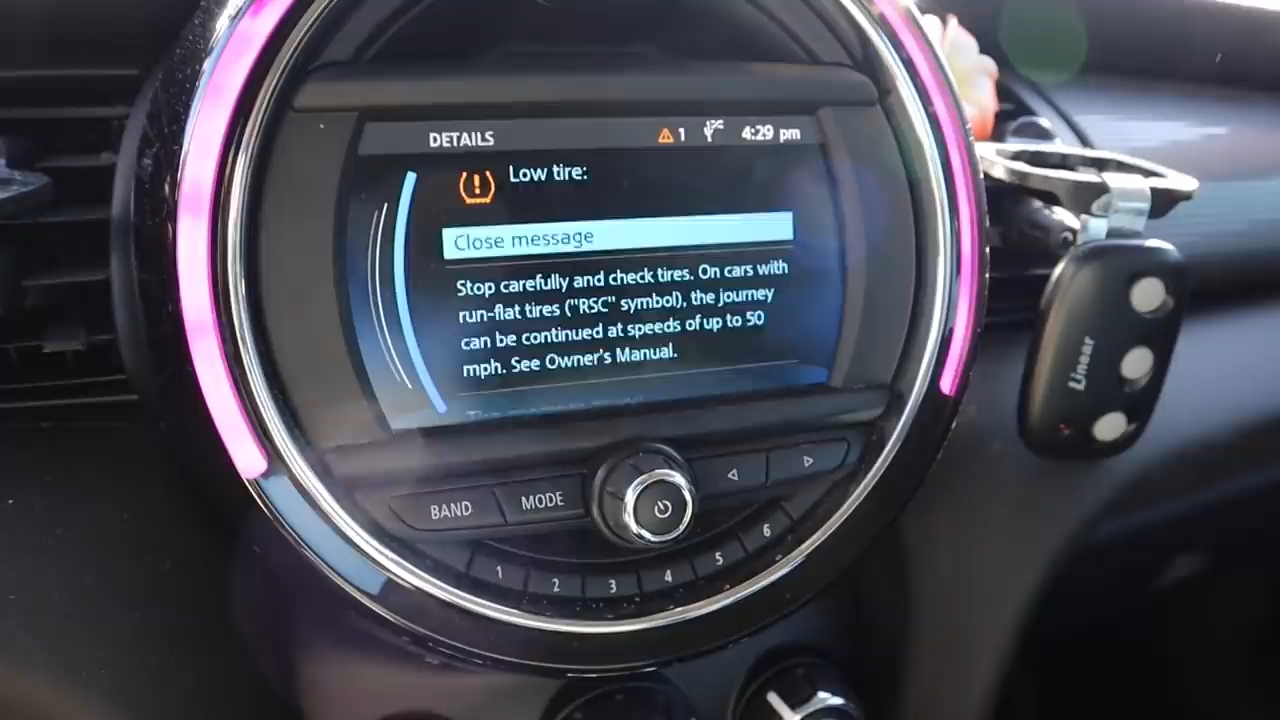 DETAILS
1
4:29 pm
Low tire:
Close message
Stop carefully and check tires. On cars with
run-flat tires ("RSC" symbol), the journey
can be continued at speeds of up to 50
mph. See Owner's Manual.
BAND
MODE
1
2
3
4
5
6
Linear